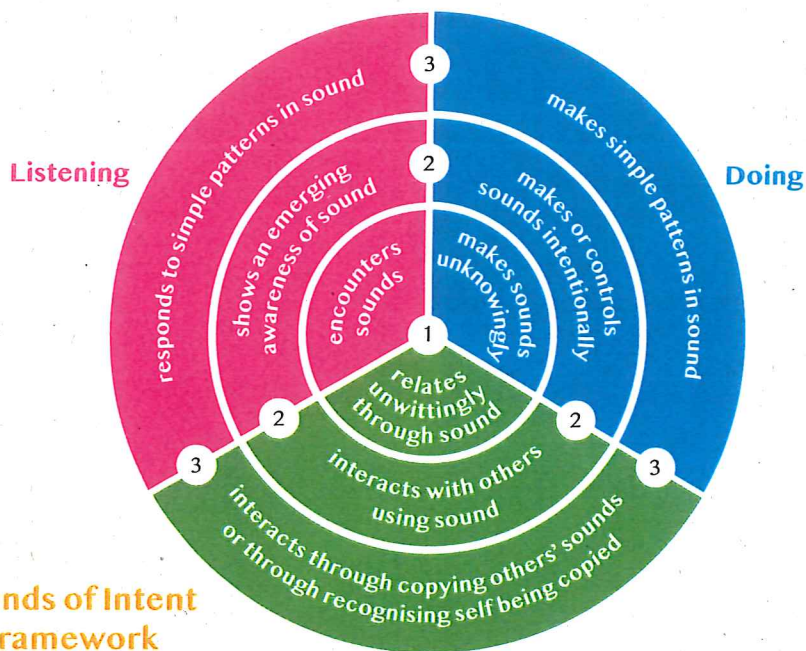 Listening
Doing
3
responds to simple patterns in sound
makes simple patterns in sound
2
shows an emerging
awareness of sound
makes or controls
sounds intentionally
encounters
sounds
makes sounds
unknowingly
1
relates
unwittingly
through sound
2
2
interacts with others
using sound
3
3
interacts through copying others' sounds
or through recognising self being copied
nds of Intent
ramework